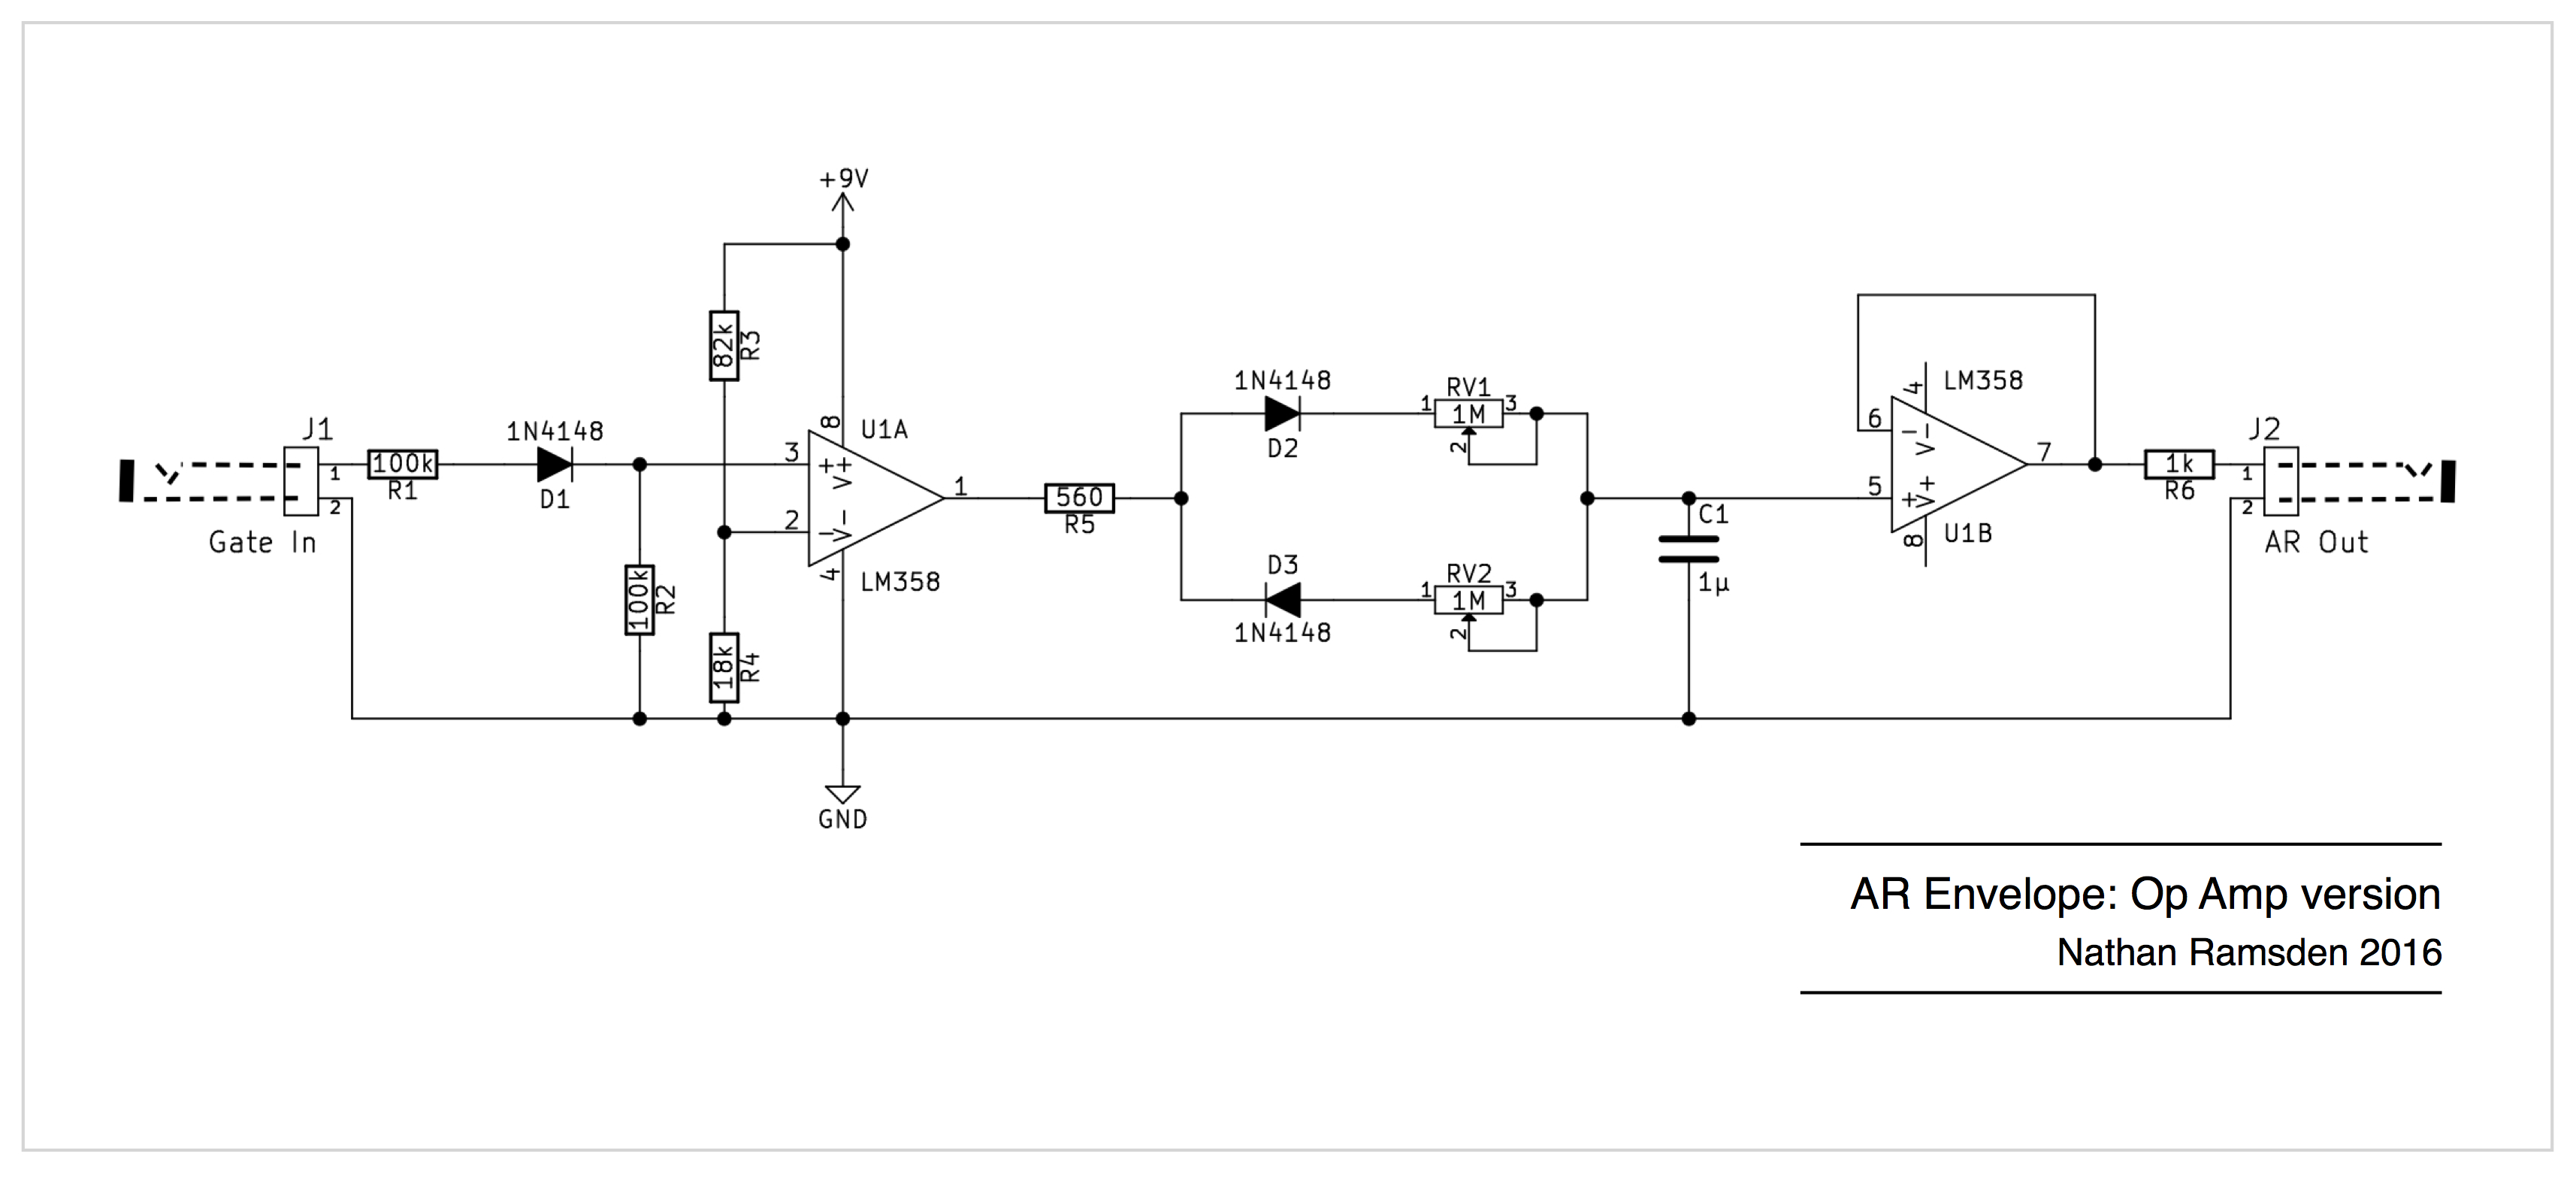 +9V
82k
R3
8
U1A
J1
1
2
Gate In
100k
R1
1N4148
D1
3
2
++
V
-
V-
4
LM358
1
100k
R2
18k
R4
GND
560
R5
1N4148
D2
1
RV1
1M
3
2
D3
1N4148
1
RV2
1M
3
2
C1
1µ
4
LM358
6
- V-
5
+ V+
8
U1B
7
1k
R6
J2
1
2
AR Out
AR Envelope: Op Amp version
Nathan Ramsden 2016